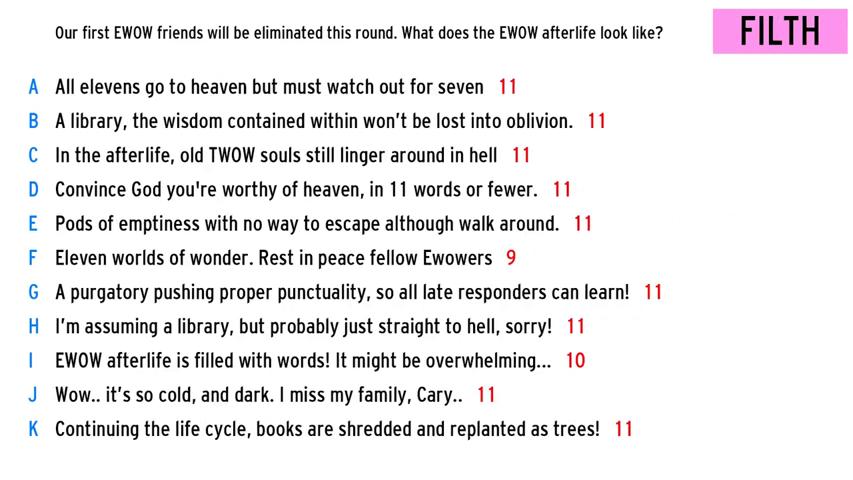 Our first EWOW friends will be eliminated this round. What does the EWOW afterlife look like?
FILTH
A All elevens go to heaven but must watch out for seven 11
B A library, the wisdom contained within won't be lost into oblivion. 11
C In the afterlife, old TWOW souls still linger around in hell 11
D Convince God you're worthy of heaven, in 11 words or fewer. 11
E Pods of emptiness with no way to escape although walk around. 11
F Eleven worlds of wonder. Rest in peace fellow Ewowers 9
G A purgatory pushing proper punctuality, so all late responders can learn! 11
H I'm assuming a library, but probably just straight to hell, sorry! 11
I EWOW afterlife is filled with words! It might be overwhelming... 10
J Wow.. it's so cold, and dark. I miss my family, Cary.. 11
K Continuing the life cycle, books are shredded and replanted as trees! 11